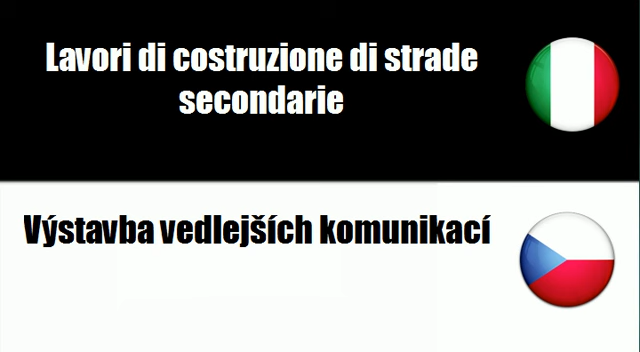 Lavori di costruzione di strade
secondarie
Výstavba vedlejších komunikací